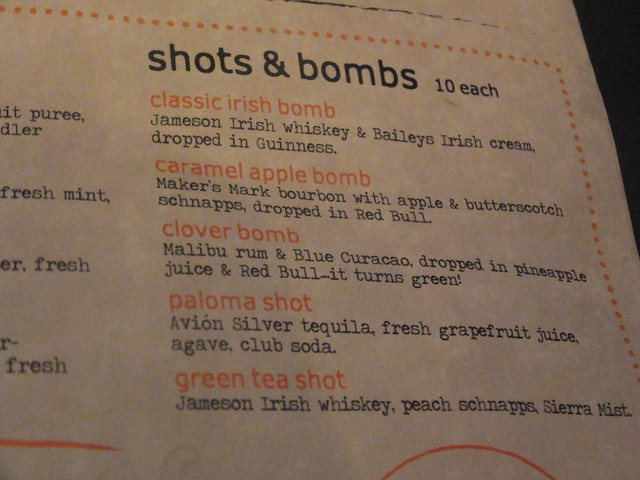 shots & bombs 10 each
classic irish bomb
Jameson Irish whiskey & Baileys Irish cream,
dropped in Guinness.
caramel apple bomb
Maker's Mark bourbon with apple & butterscotch
schnapps, dropped in Red Bull.
clover bomb
Malibu rum & Blue Curacao, dropped in pineapple
juice & Red Bull...it turns green!
paloma shot
Avión Silver tequila, fresh grapefruit juice,
agave, club soda.
green tea shot
Jameson Irish whiskey, peach schnapps, Sierra Mist.
puree,
fresh mint,
fresh
fresh